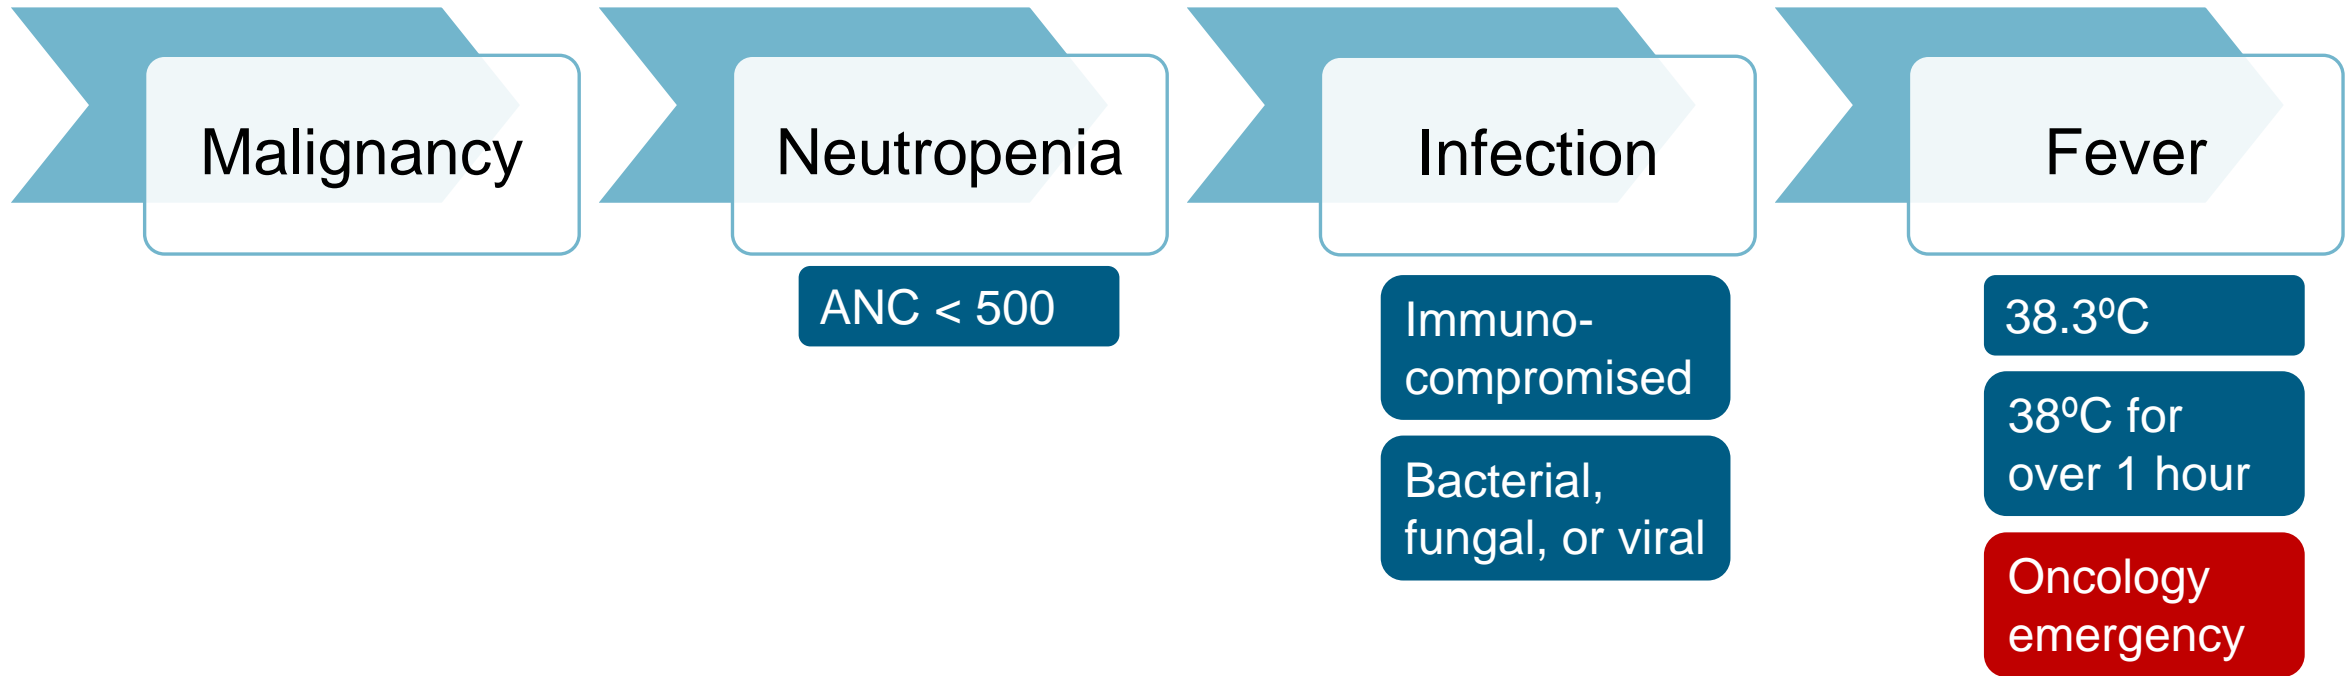 Malignancy
Neutropenia
ANC < 500
Infection
Immuno-
compromised
Bacterial,
fungal, or viral
Fever
38.3ºC
38ºC for
over 1 hour
Oncology
emergency